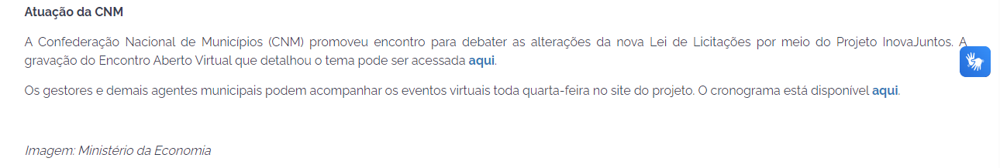 Atuação da CNM
A Confederação Nacional de Municípios (CNM) promoveu encontro para debater as alterações da nova Lei de Licitações por meio do Projeto InovaJuntos. A
gravação do Encontro Aberto Virtual que detalhou o tema pode ser acessada aqui.
Os gestores e demais agentes municipais podem acompanhar os eventos virtuais toda quarta-feira no site do projeto. O cronograma está disponível aqui.
Imagem: Ministério da Economia